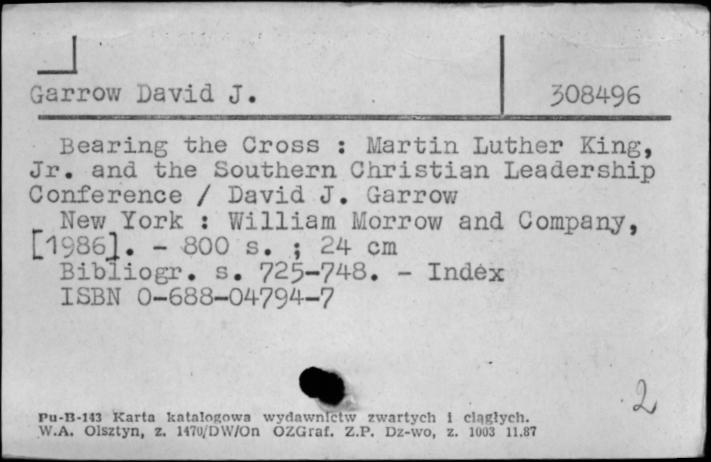 Garrow David J.
308496
Bearing the Cross : Martin Luther King,
Jr. and the Southern Christian Leadership
Conference / David J. Garrow
New York : William Morrow and Company,
[1986]. - 800 s. ; 24 cm
Bibliogr. s. 725-748. - Index
ISBN 0-688-04794-7
2
Pu-B-143 Karta katalogowa wydawnictw zwartych i ciągłych.
W.A. Olsztyn, z. 1470/DW/On OZGraf. Z.P. Dz-wo, z. 1003 11.87